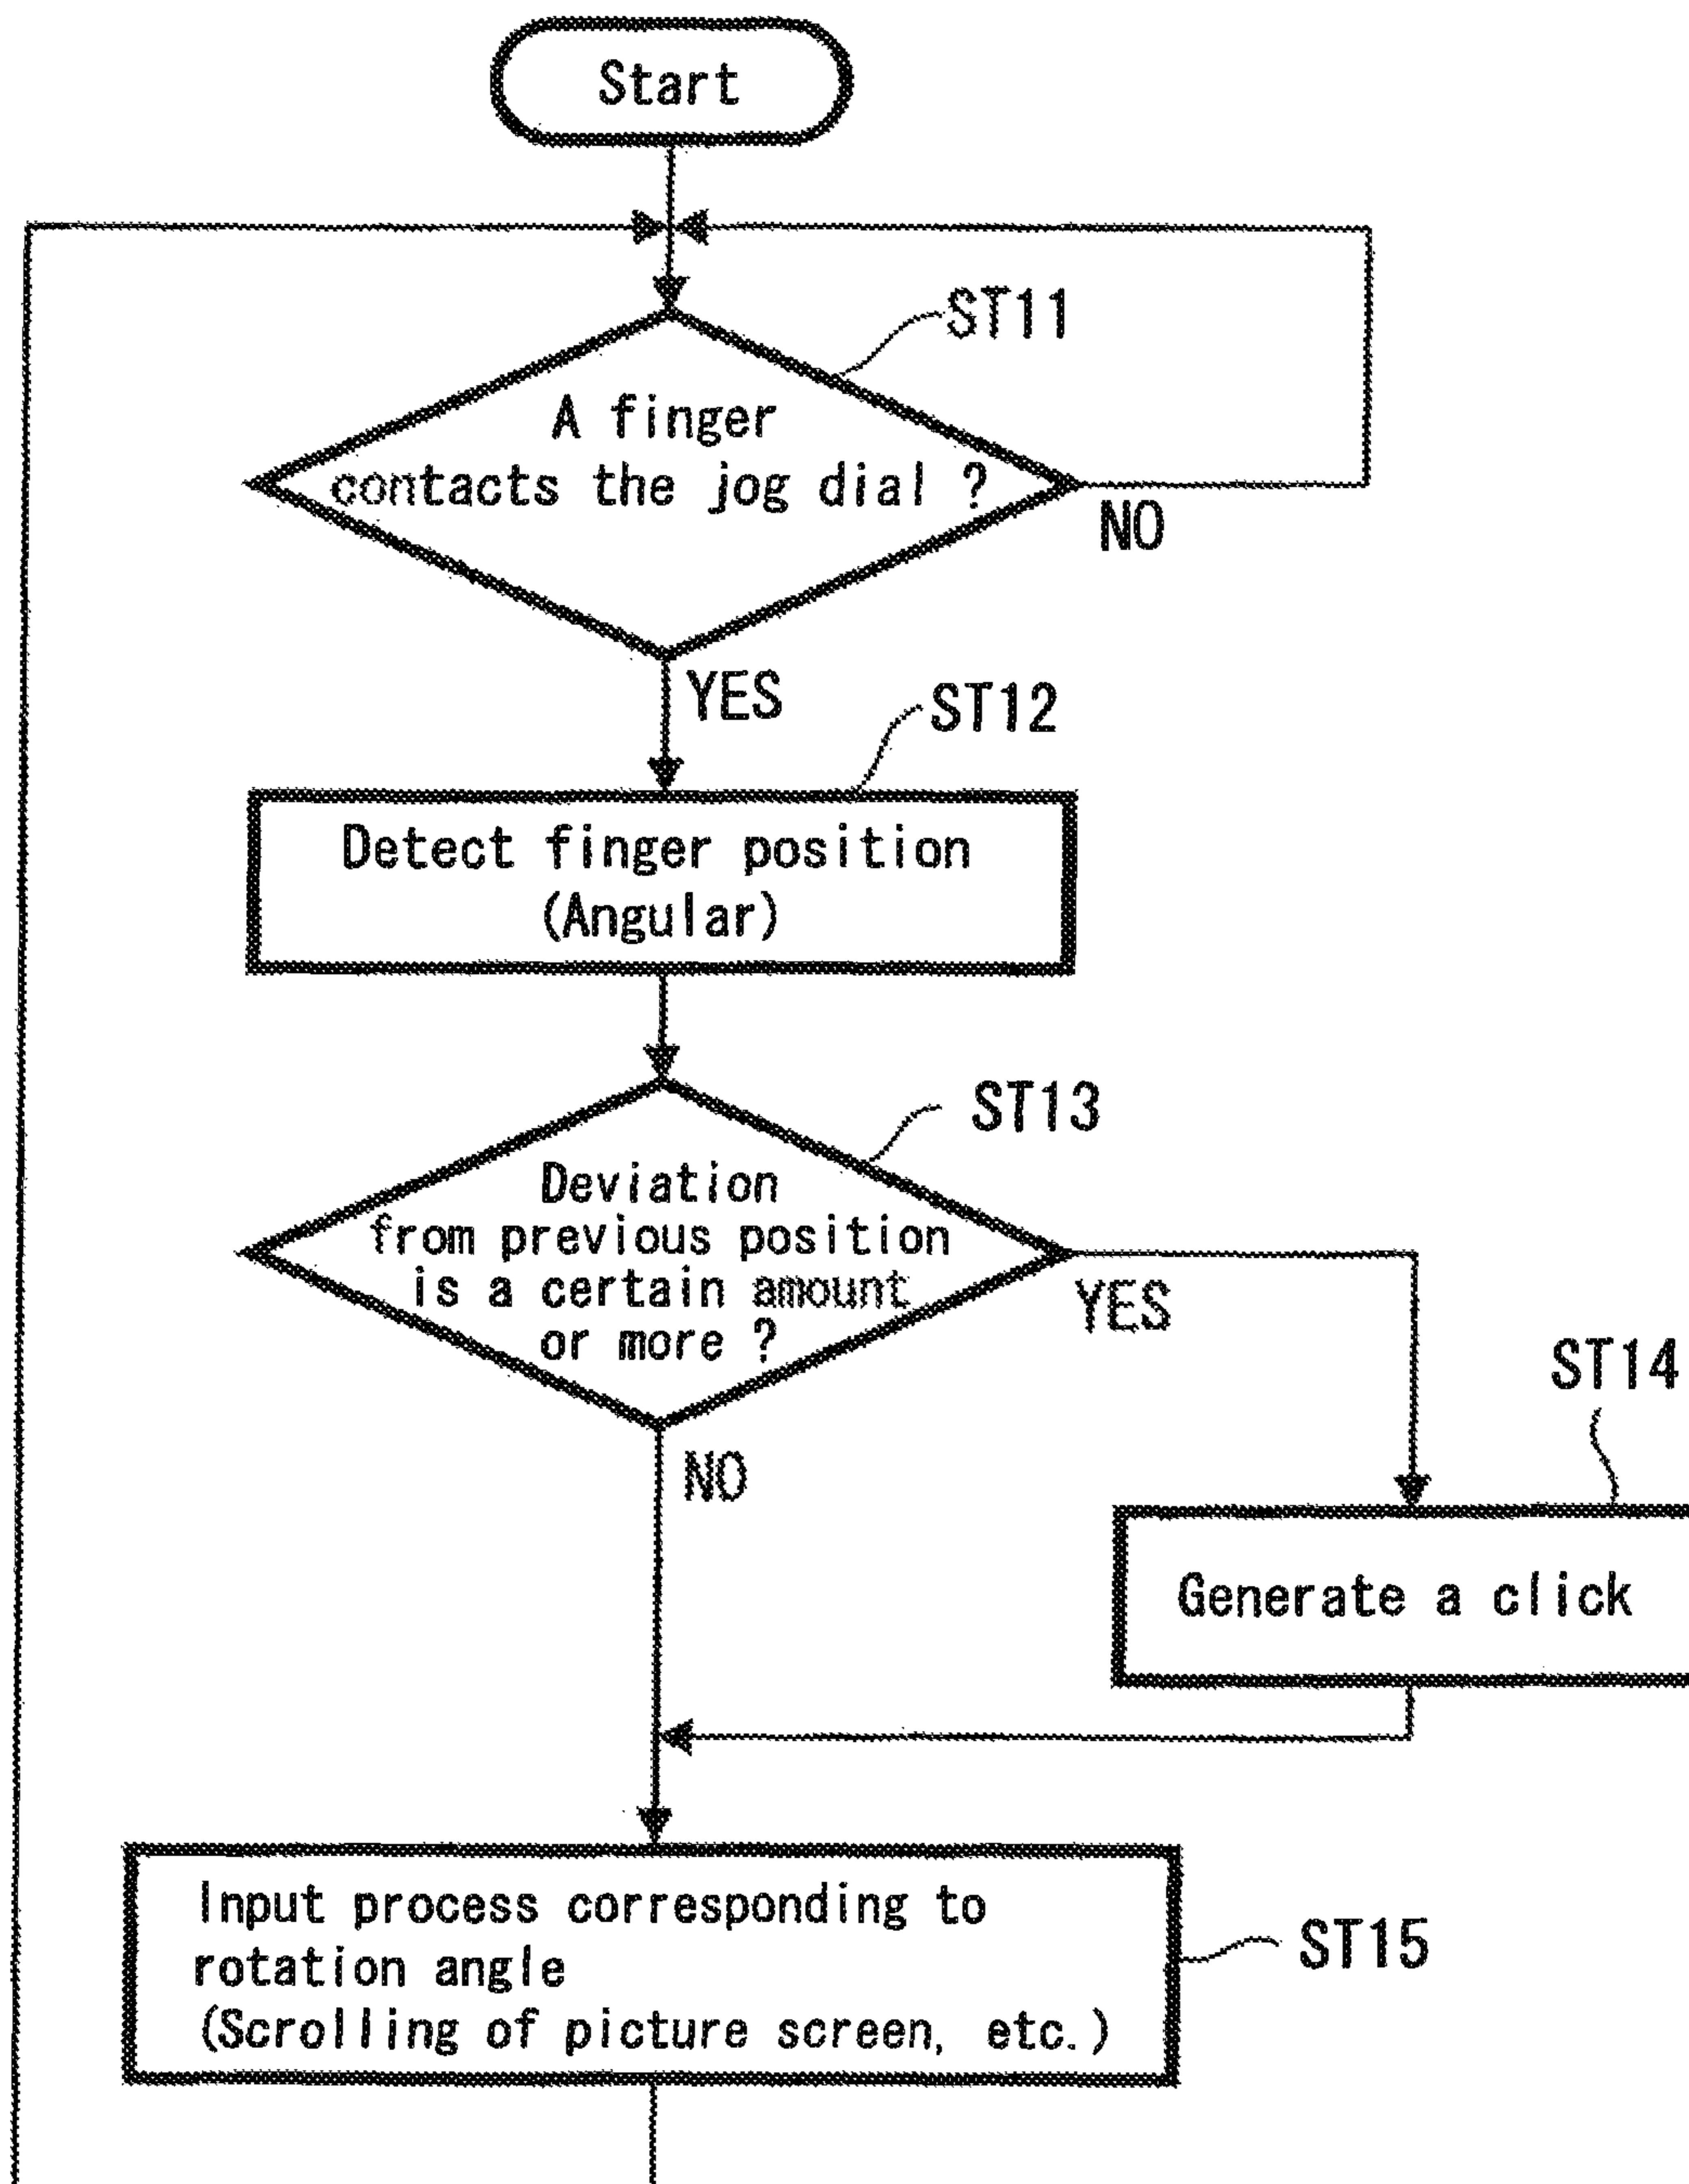 Start
ST11
A finger
contacts the jog dial ?
NO
YES
ST12
Detect finger position
(Angular)
ST13
Deviation
from previous position
is a certain amount
or more ?
YES
ST14
NO
Generate a click
Input process corresponding to
rotation angle
(Scrolling of picture screen, etc.)
ST15